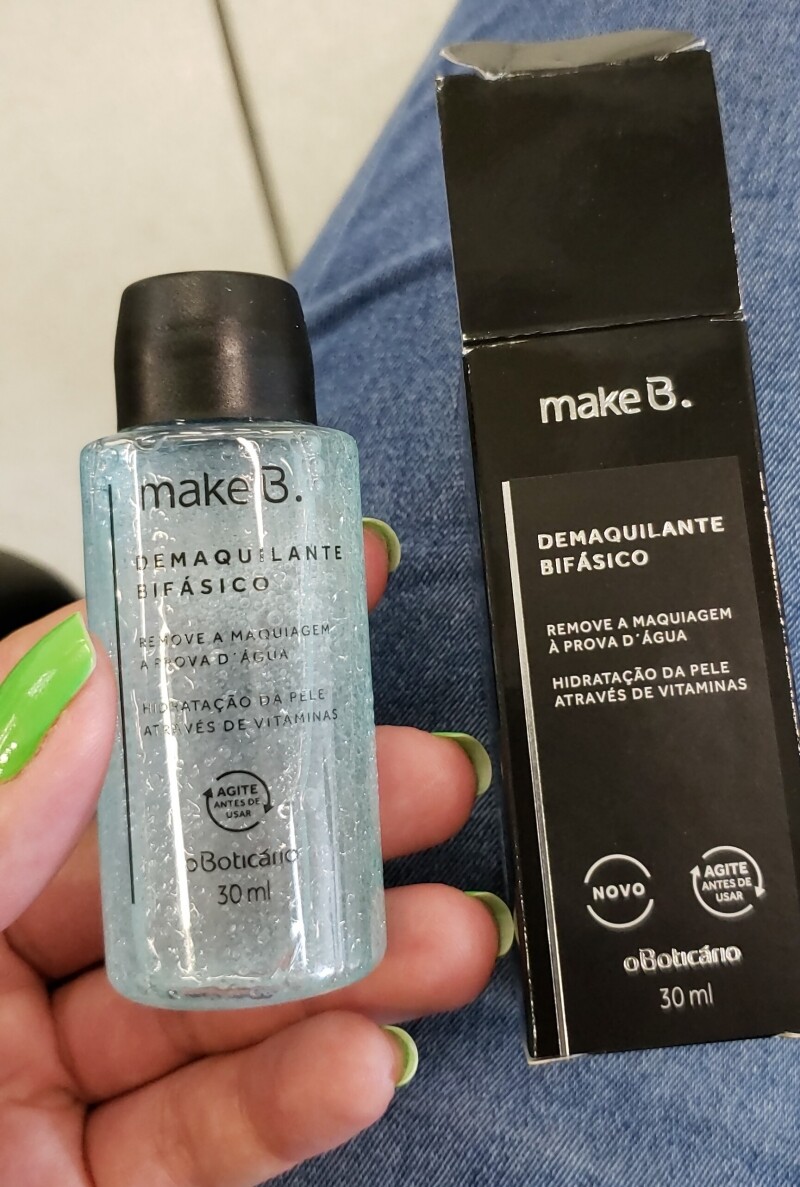 make B.
DEMAQUILANTE
BIFÁSICO
REMOVE A MAQUIAGEM
À PROVA D'ÁGUA
HIDRATAÇÃO DA PELE
ATRAVÉS DE VITAMINAS
AGITE
ANTES DE
USAR
oBoticário
30 ml
make B.
DEMAQUILANTE
BIFÁSICO
REMOVE A MAQUIAGEM
À PROVA D'ÁGUA
HIDRATAÇÃO DA PELE
ATRAVÉS DE VITAMINAS
NOVO
AGITE
ANTES DE
USAR
oBoticário
30 ml